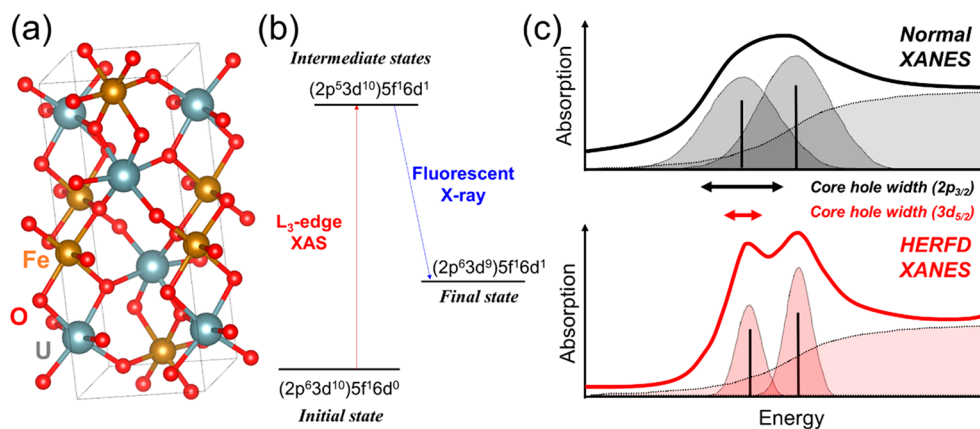 (a)
Fe
O
U
(b)
Intermediate states
(2p⁵3d¹⁰)5f¹6d¹
L₃-edge
XAS
Fluorescent
X-ray
(2p⁶3d⁹)5f¹6d¹
Final state
(2p⁶3d¹⁰)5f¹6d⁰
Initial state
(c)
Normal
XANES
Absorption
Core hole width (2p₃/₂)
Core hole width (3d₅/₂)
HERFD
XANES
Absorption
Energy